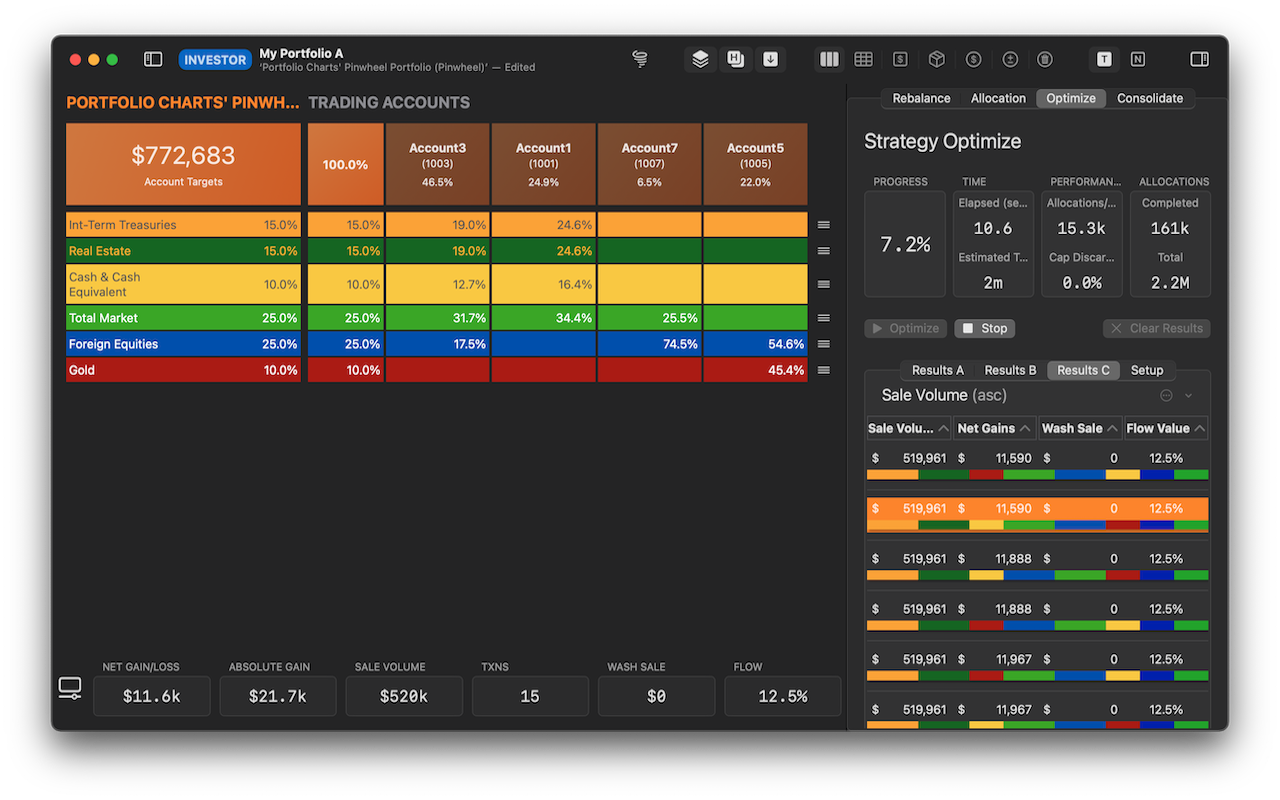 INVESTOR
My Portfolio A
'Portfolio Charts' Pinwheel Portfolio (Pinwheel)' — Edited
H
$
$
T
N
PORTFOLIO CHARTS' PINWH... TRADING ACCOUNTS
$772,683
Account Targets
100.0%
Account3
(1003)
46.5%
Account1
(1001)
24.9%
Account7
(1007)
6.5%
Account5
(1005)
22.0%
Int-Term Treasuries 15.0% 15.0% 19.0% 24.6%
Real Estate 15.0% 15.0% 19.0% 24.6%
Cash & Cash
Equivalent 10.0% 10.0% 12.7% 16.4%
Total Market 25.0% 25.0% 31.7% 34.4% 25.5%
Foreign Equities 25.0% 25.0% 17.5% 74.5% 54.6%
Gold 10.0% 10.0% 45.4%
NET GAIN/LOSS ABSOLUTE GAIN SALE VOLUME TXNS WASH SALE FLOW
$11.6k $21.7k $520k 15 $0 12.5%
Rebalance Allocation Optimize Consolidate
Strategy Optimize
PROGRESS TIME PERFORMAN... ALLOCATIONS
7.2%
Elapsed (se...
10.6
Estimated T...
2m
Allocations/...
15.3k
Cap Discar...
0.0%
Completed
161k
Total
2.2M
Optimize Stop Clear Results
Results A Results B Results C Setup
Sale Volume (asc)
Sale Volu... Net Gains Wash Sale Flow Value
$ 519,961 $ 11,590 $ 0 12.5%
$ 519,961 $ 11,590 $ 0 12.5%
$ 519,961 $ 11,888 $ 0 12.5%
$ 519,961 $ 11,888 $ 0 12.5%
$ 519,961 $ 11,967 $ 0 12.5%
$ 519,961 $ 11,967 $ 0 12.5%